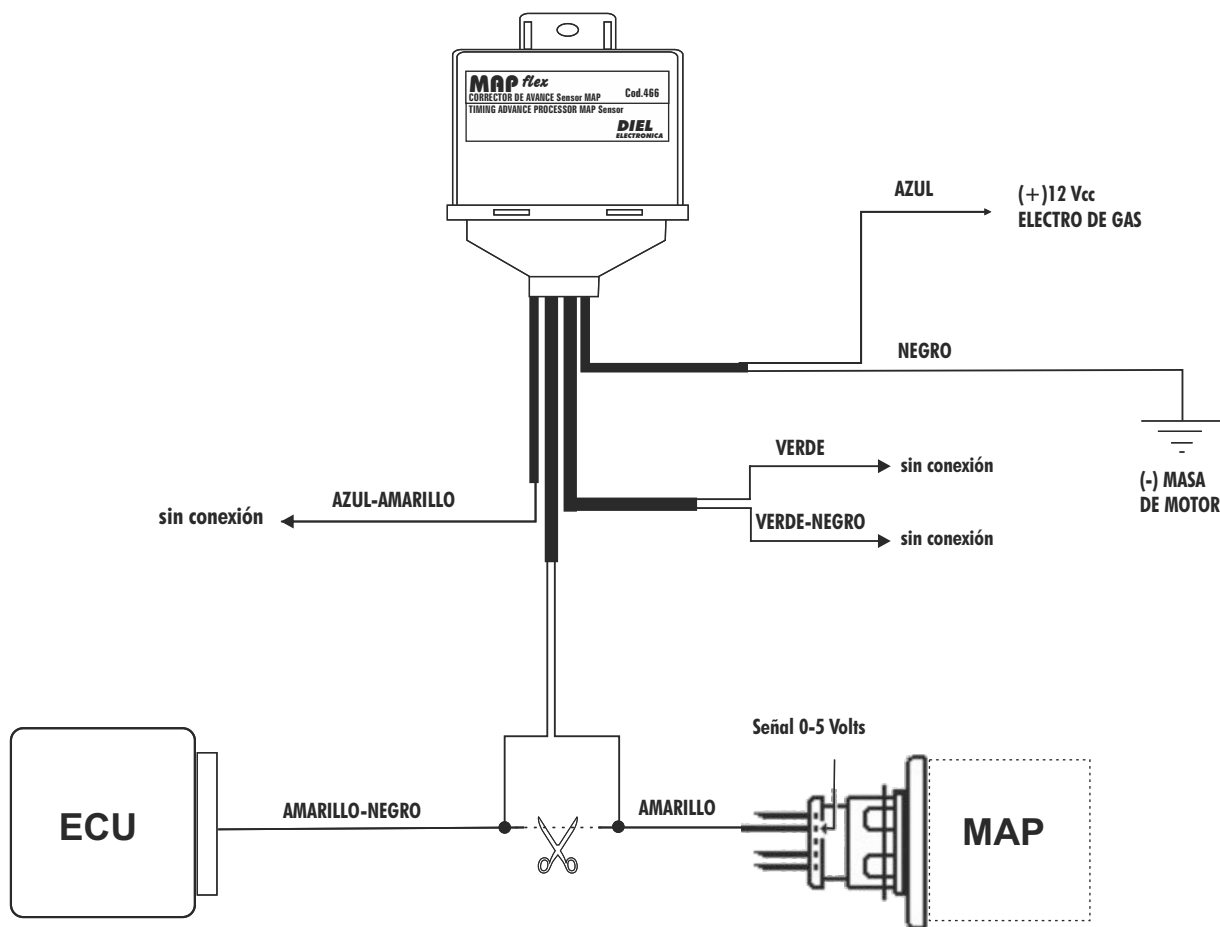 MAP flex
CORRECTOR DE AVANCE Sensor MAP Cod.466
TIMING ADVANCE PROCESSOR MAP Sensor
DIEL
ELECTRONICA
AZUL
(+)12 Vcc
ELECTRO DE GAS
NEGRO
(-) MASA
DE MOTOR
VERDE
sin conexión
VERDE-NEGRO
sin conexión
AZUL-AMARILLO
sin conexión
Señal 0-5 Volts
ECU
AMARILLO-NEGRO
AMARILLO
MAP